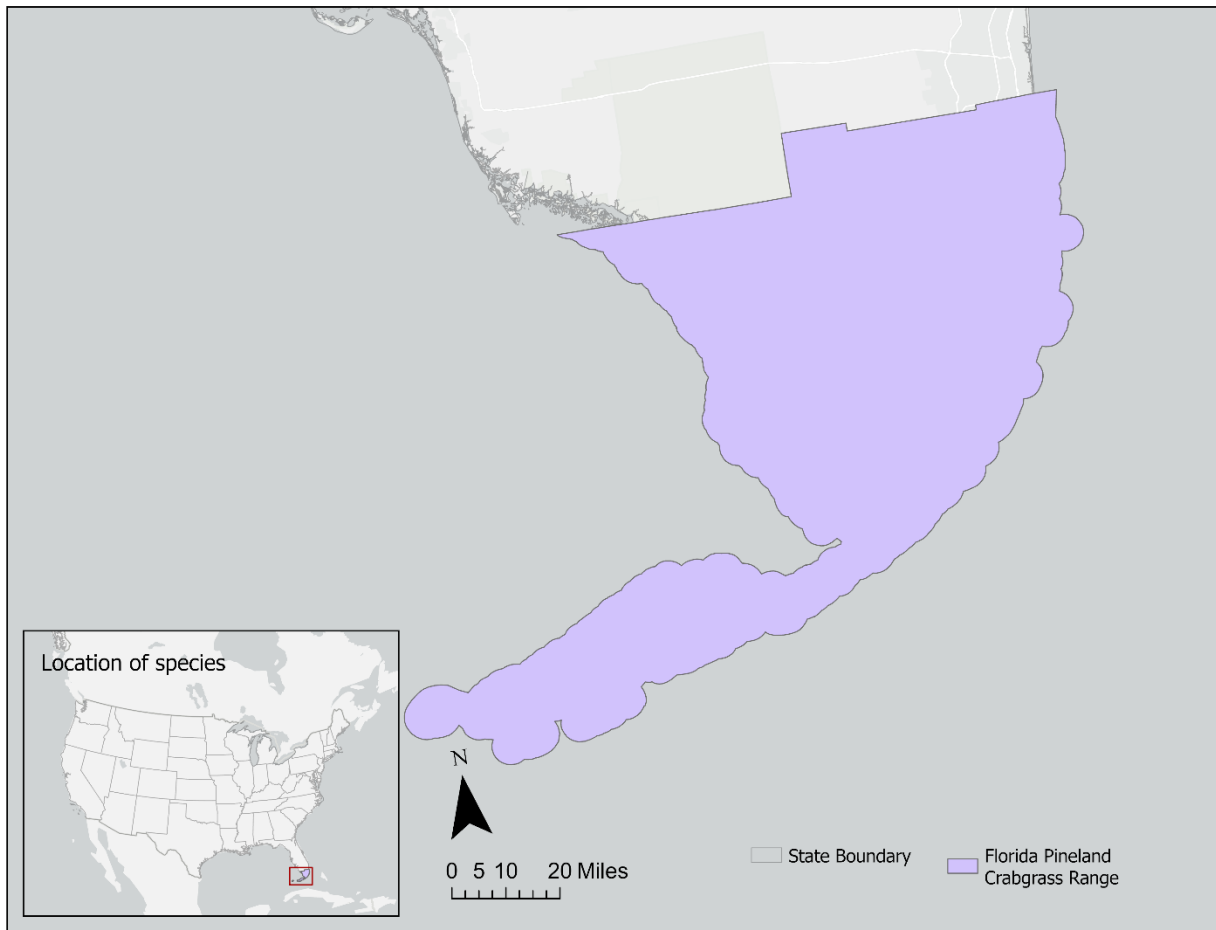 Location of species
N
0 5 10 20 Miles
State Boundary
Florida Pineland
Crabgrass Range